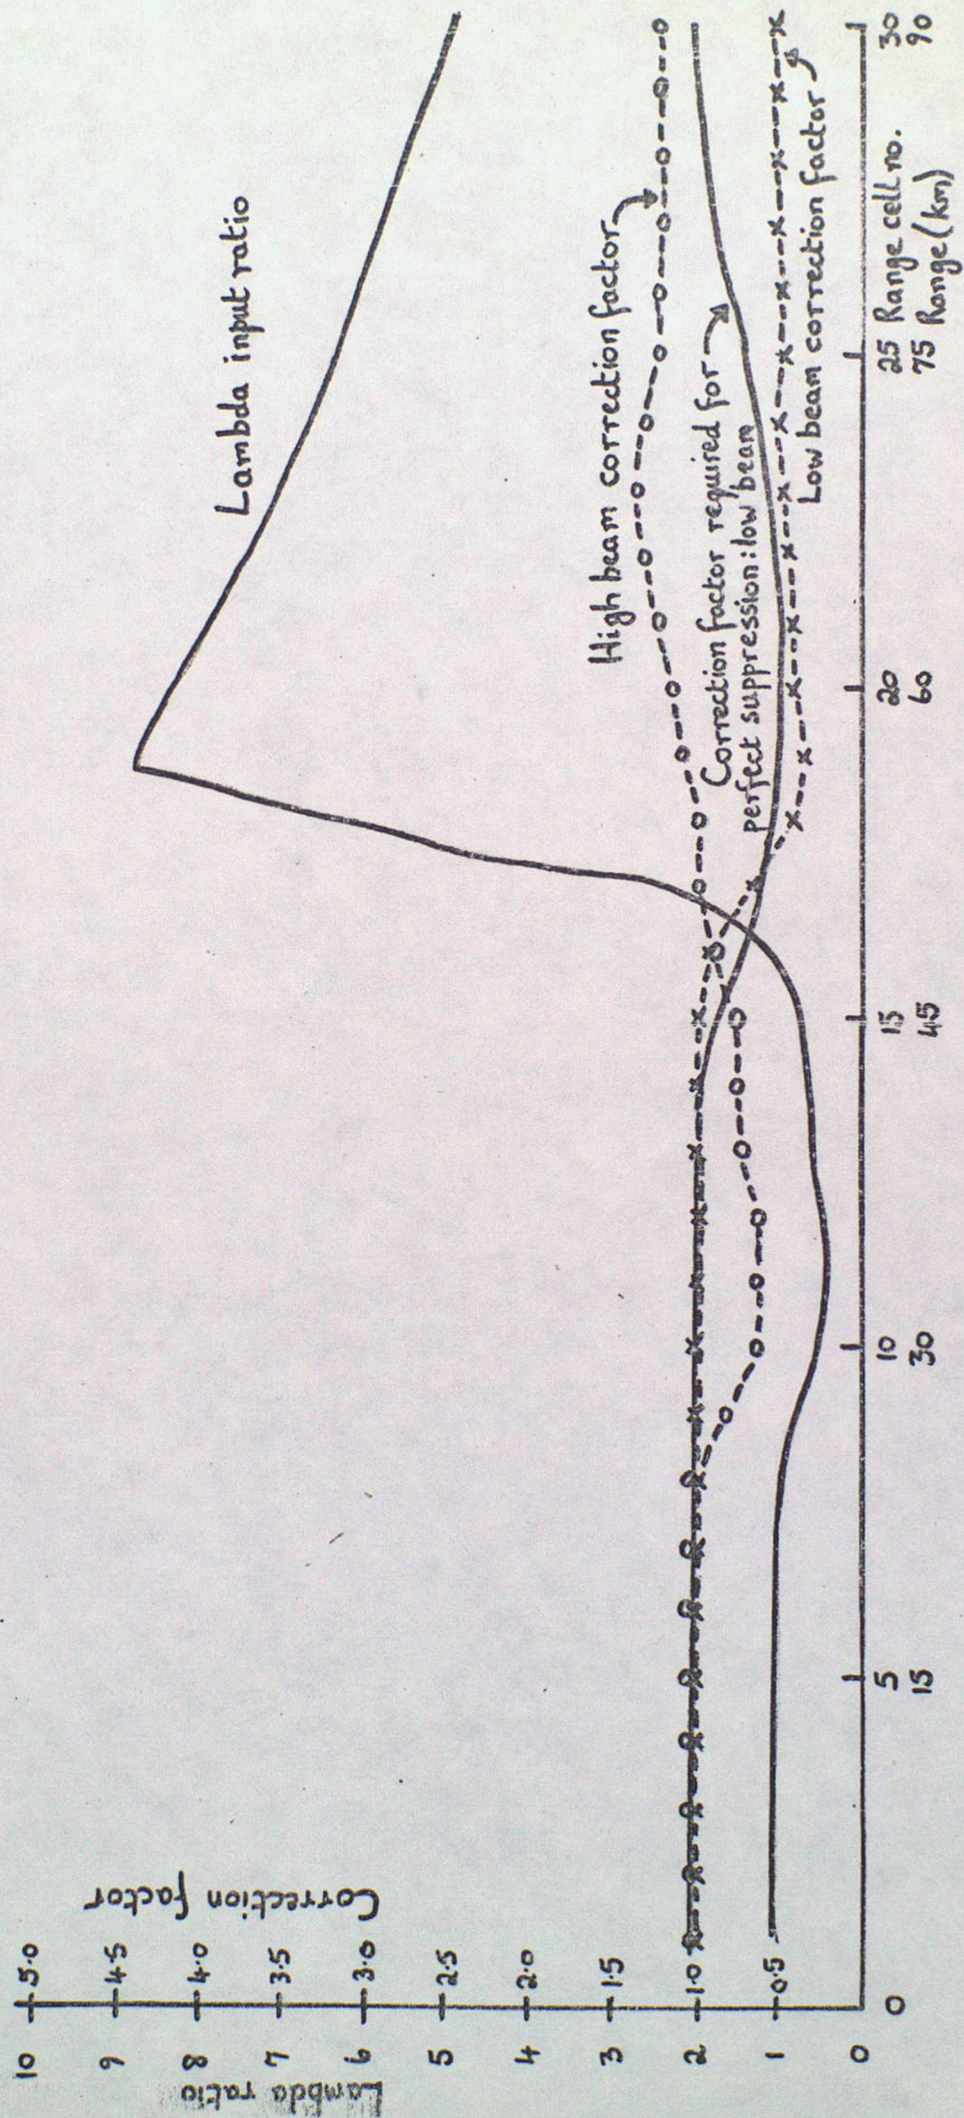 Lambda input ratio
High beam correction factor
Correction factor required for
perfect suppression: low beam
Low beam correction factor
Lambda ratio
Correction factor
10
9
8
7
6
5
4
3
2
1
0
5.0
4.5
4.0
3.5
3.0
2.5
2.0
1.5
1.0
0.5
0 5 10 15 20 25 Range cell no. 30
15 30 45 60 75 Range (km) 90